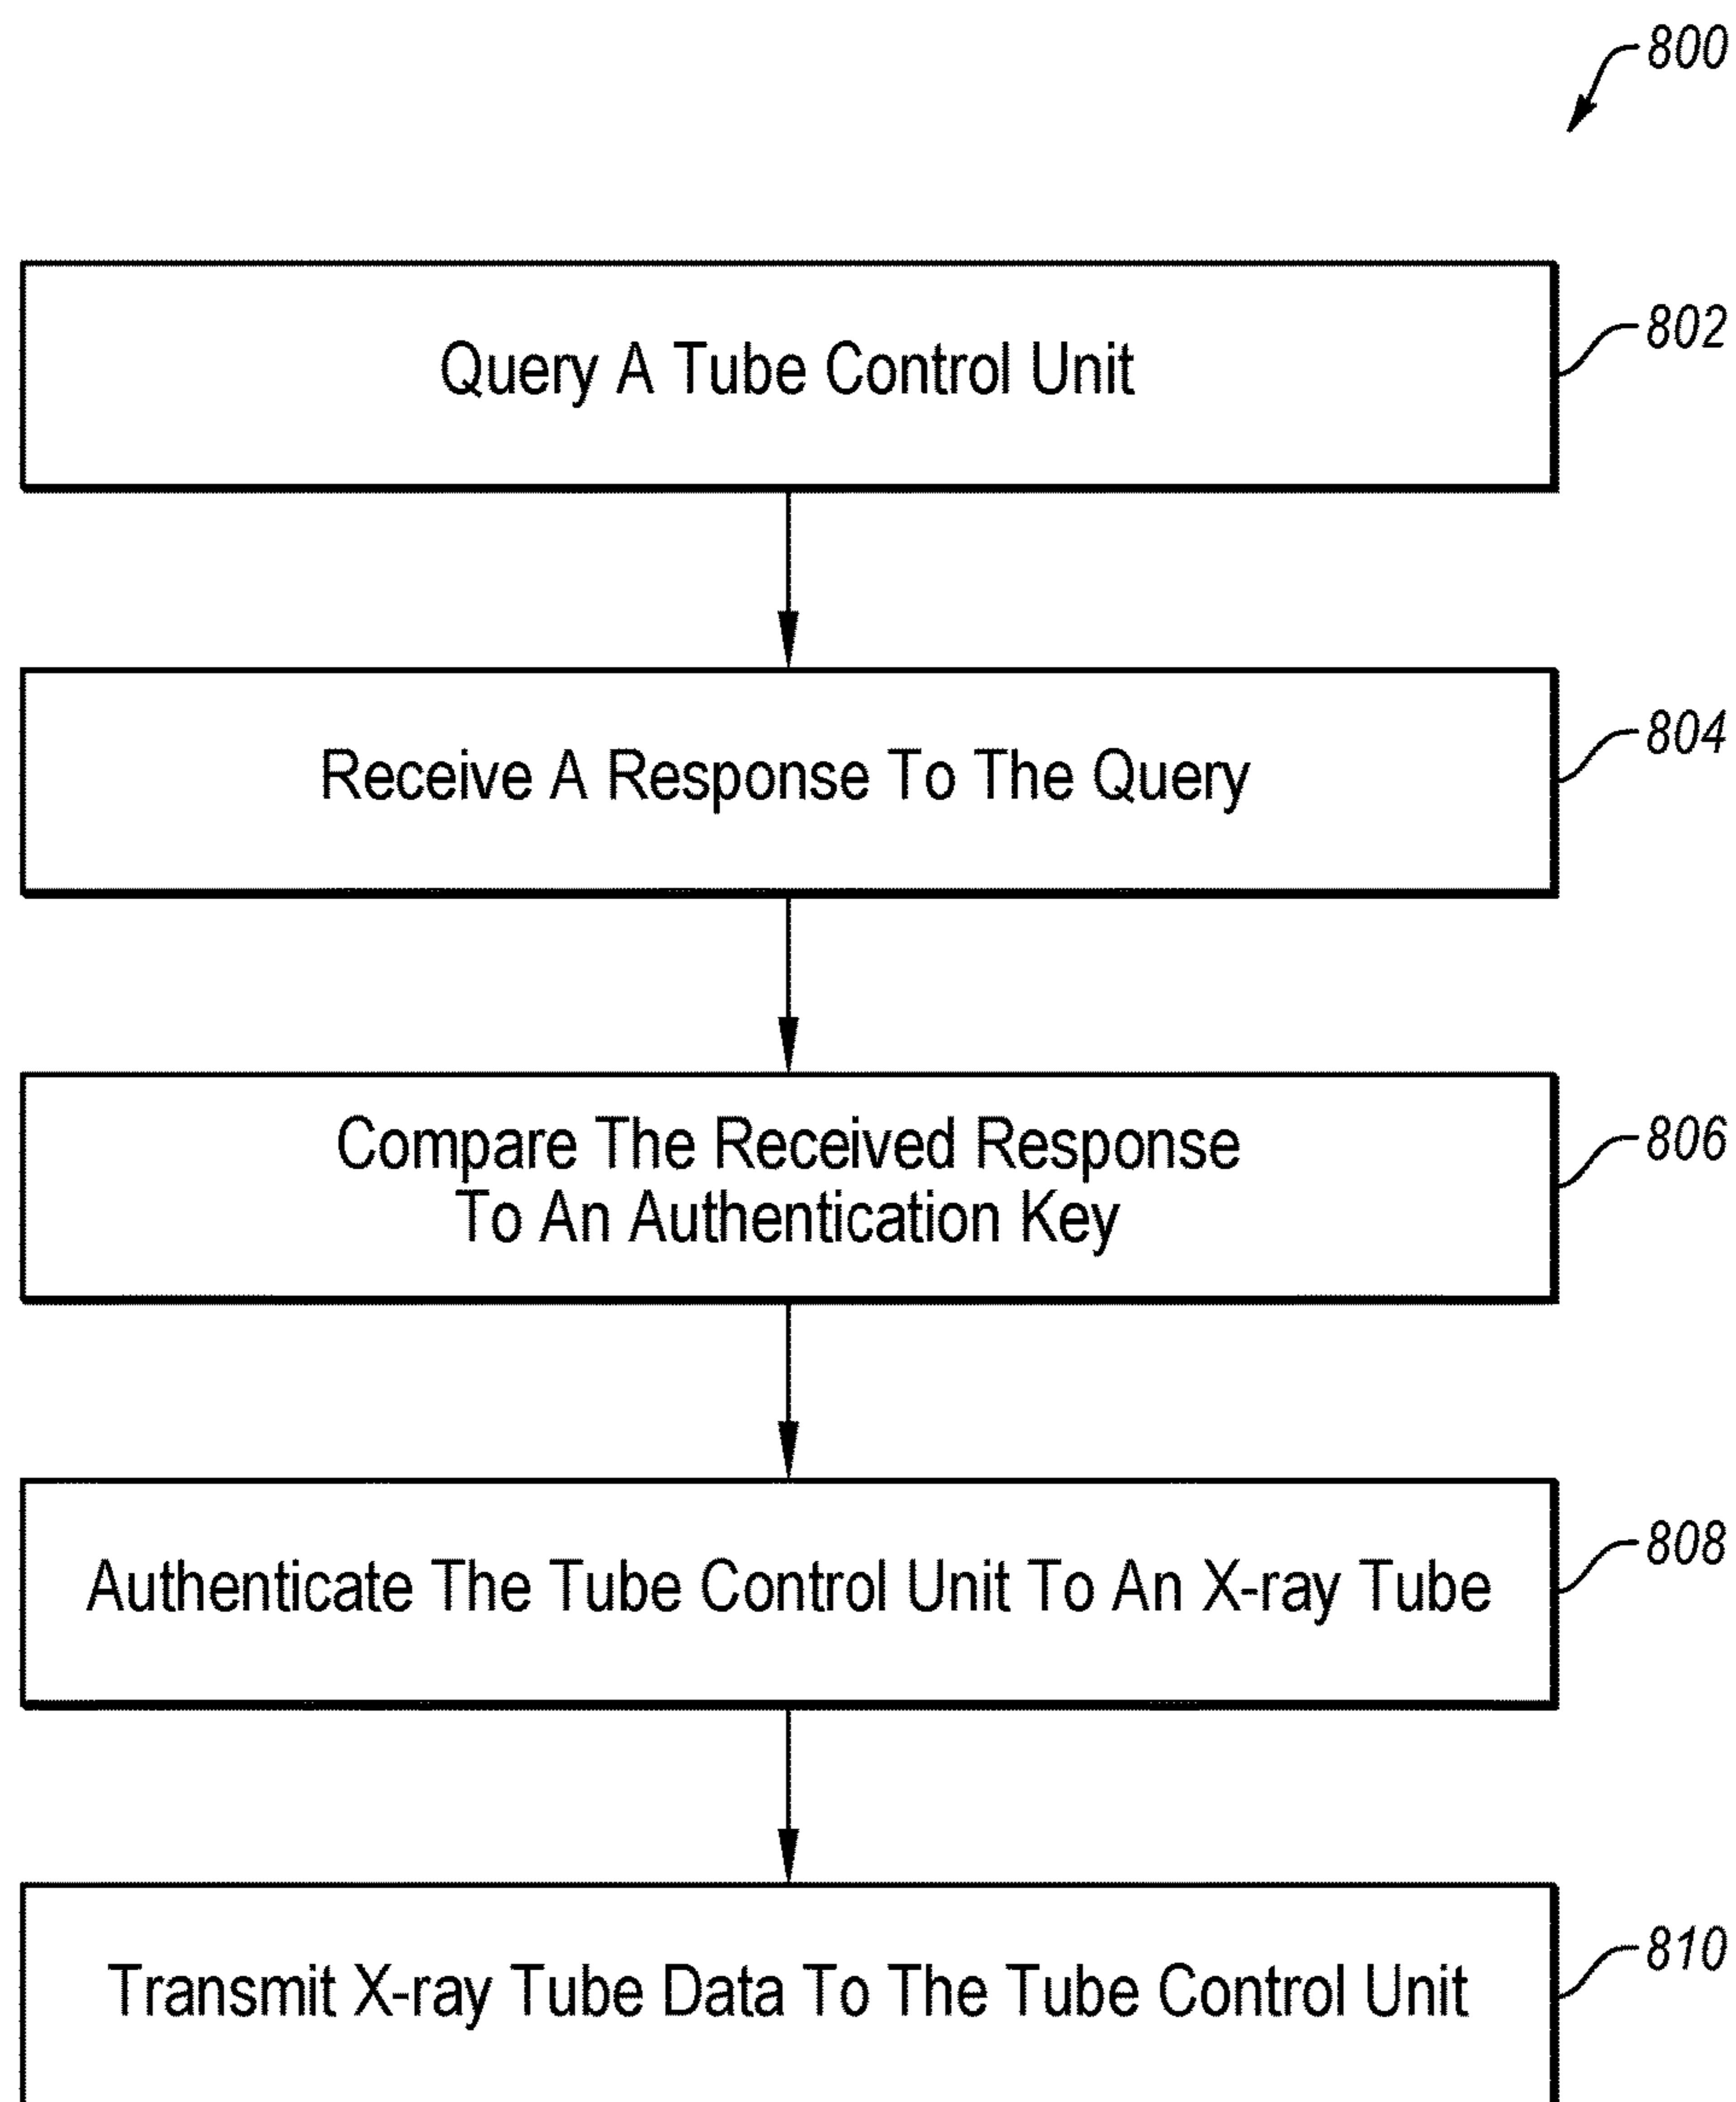 800
Query A Tube Control Unit
802
Receive A Response To The Query
804
Compare The Received Response
To An Authentication Key
806
Authenticate The Tube Control Unit To An X-ray Tube
808
Transmit X-ray Tube Data To The Tube Control Unit
810